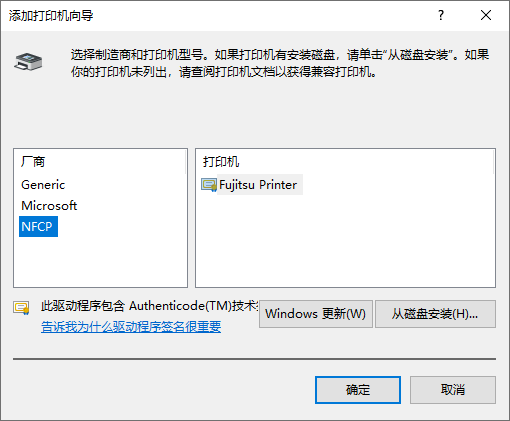 添加打印机向导
选择制造商和打印机型号。如果打印机有安装磁盘，请单击“从磁盘安装”。如果
你的打印机未列出，请查阅打印机文档以获得兼容打印机。
厂商
Generic
Microsoft
NFCP
打印机
Fujitsu Printer
此驱动程序包含 Authenticode(TM)技术
告诉我为什么驱动程序签名很重要
Windows 更新(W)
从磁盘安装(H)...
确定
取消